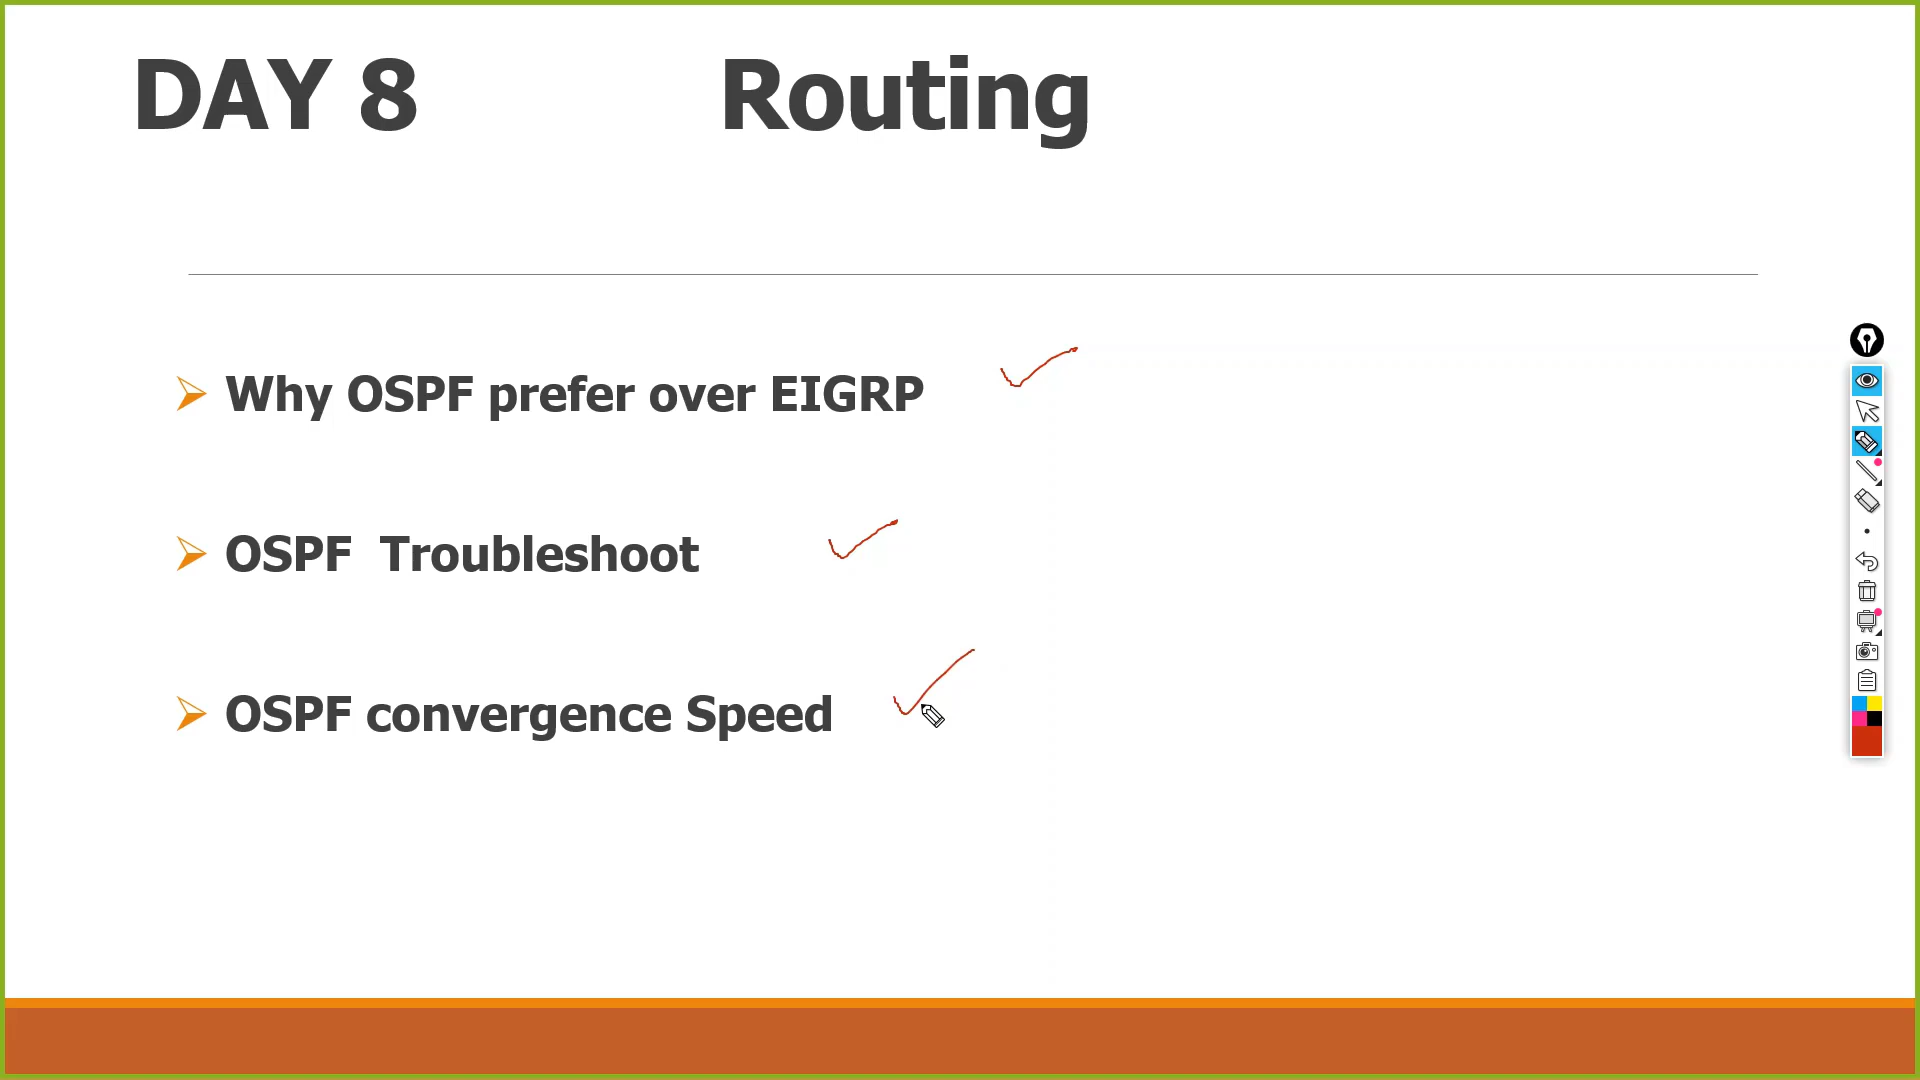 DAY 8 Routing
Why OSPF prefer over EIGRP
OSPF Troubleshoot
OSPF convergence Speed